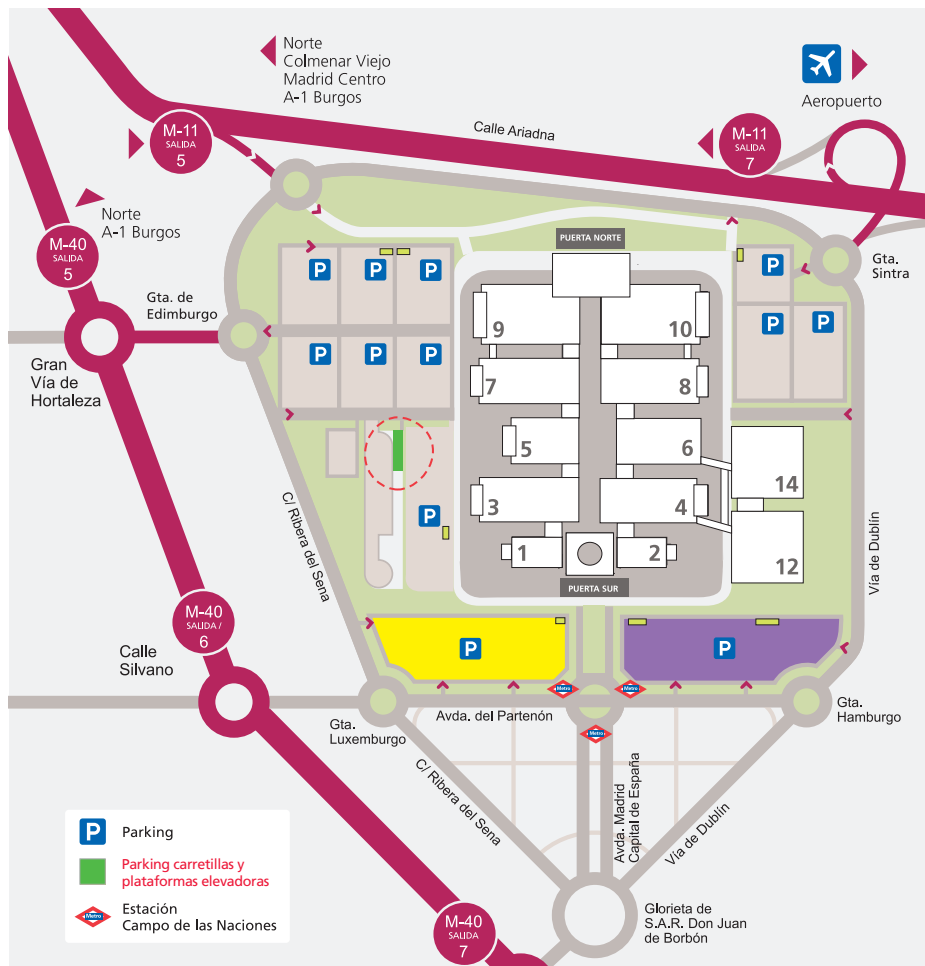 Norte
Colmenar Viejo
Madrid Centro
A-1 Burgos
Aeropuerto
Calle Ariadna
M-11
SALIDA
5
M-11
SALIDA
7
Norte
A-1 Burgos
M-40
SALIDA
5
PUERTA NORTE
Gta.
Sintra
P
P
P
P
Gta. de
Edimburgo
9
10
P
P
P
P
P
Gran
Vía de
Hortaleza
7
8
5
6
14
3
4
P
C/ Ribera del Sena
1
2
12
Vía de Dublín
PUERTA SUR
M-40
SALIDA /
6
P
P
Calle
Silvano
Metro
Metro
Gta.
Luxemburgo
Avda. del Partenón
Gta.
Hamburgo
Metro
C/ Ribera del Sena
Avda. Madrid
Capital de España
Vía de Dublín
P
Parking
Parking carretillas y
plataformas elevadoras
Metro
Estación
Campo de las Naciones
M-40
SALIDA
7
Glorieta de
S.A.R. Don Juan
de Borbón